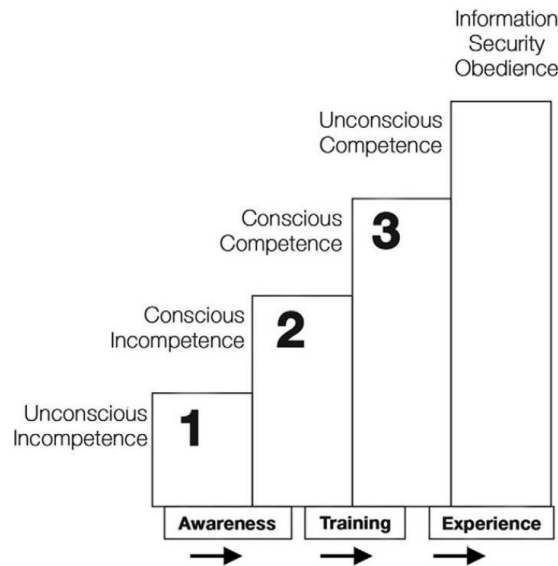 Information
Security
Obedience
Unconscious
Competence
Conscious
Competence
3
Conscious
Incompetence
2
Unconscious
Incompetence
1
Awareness
Training
Experience